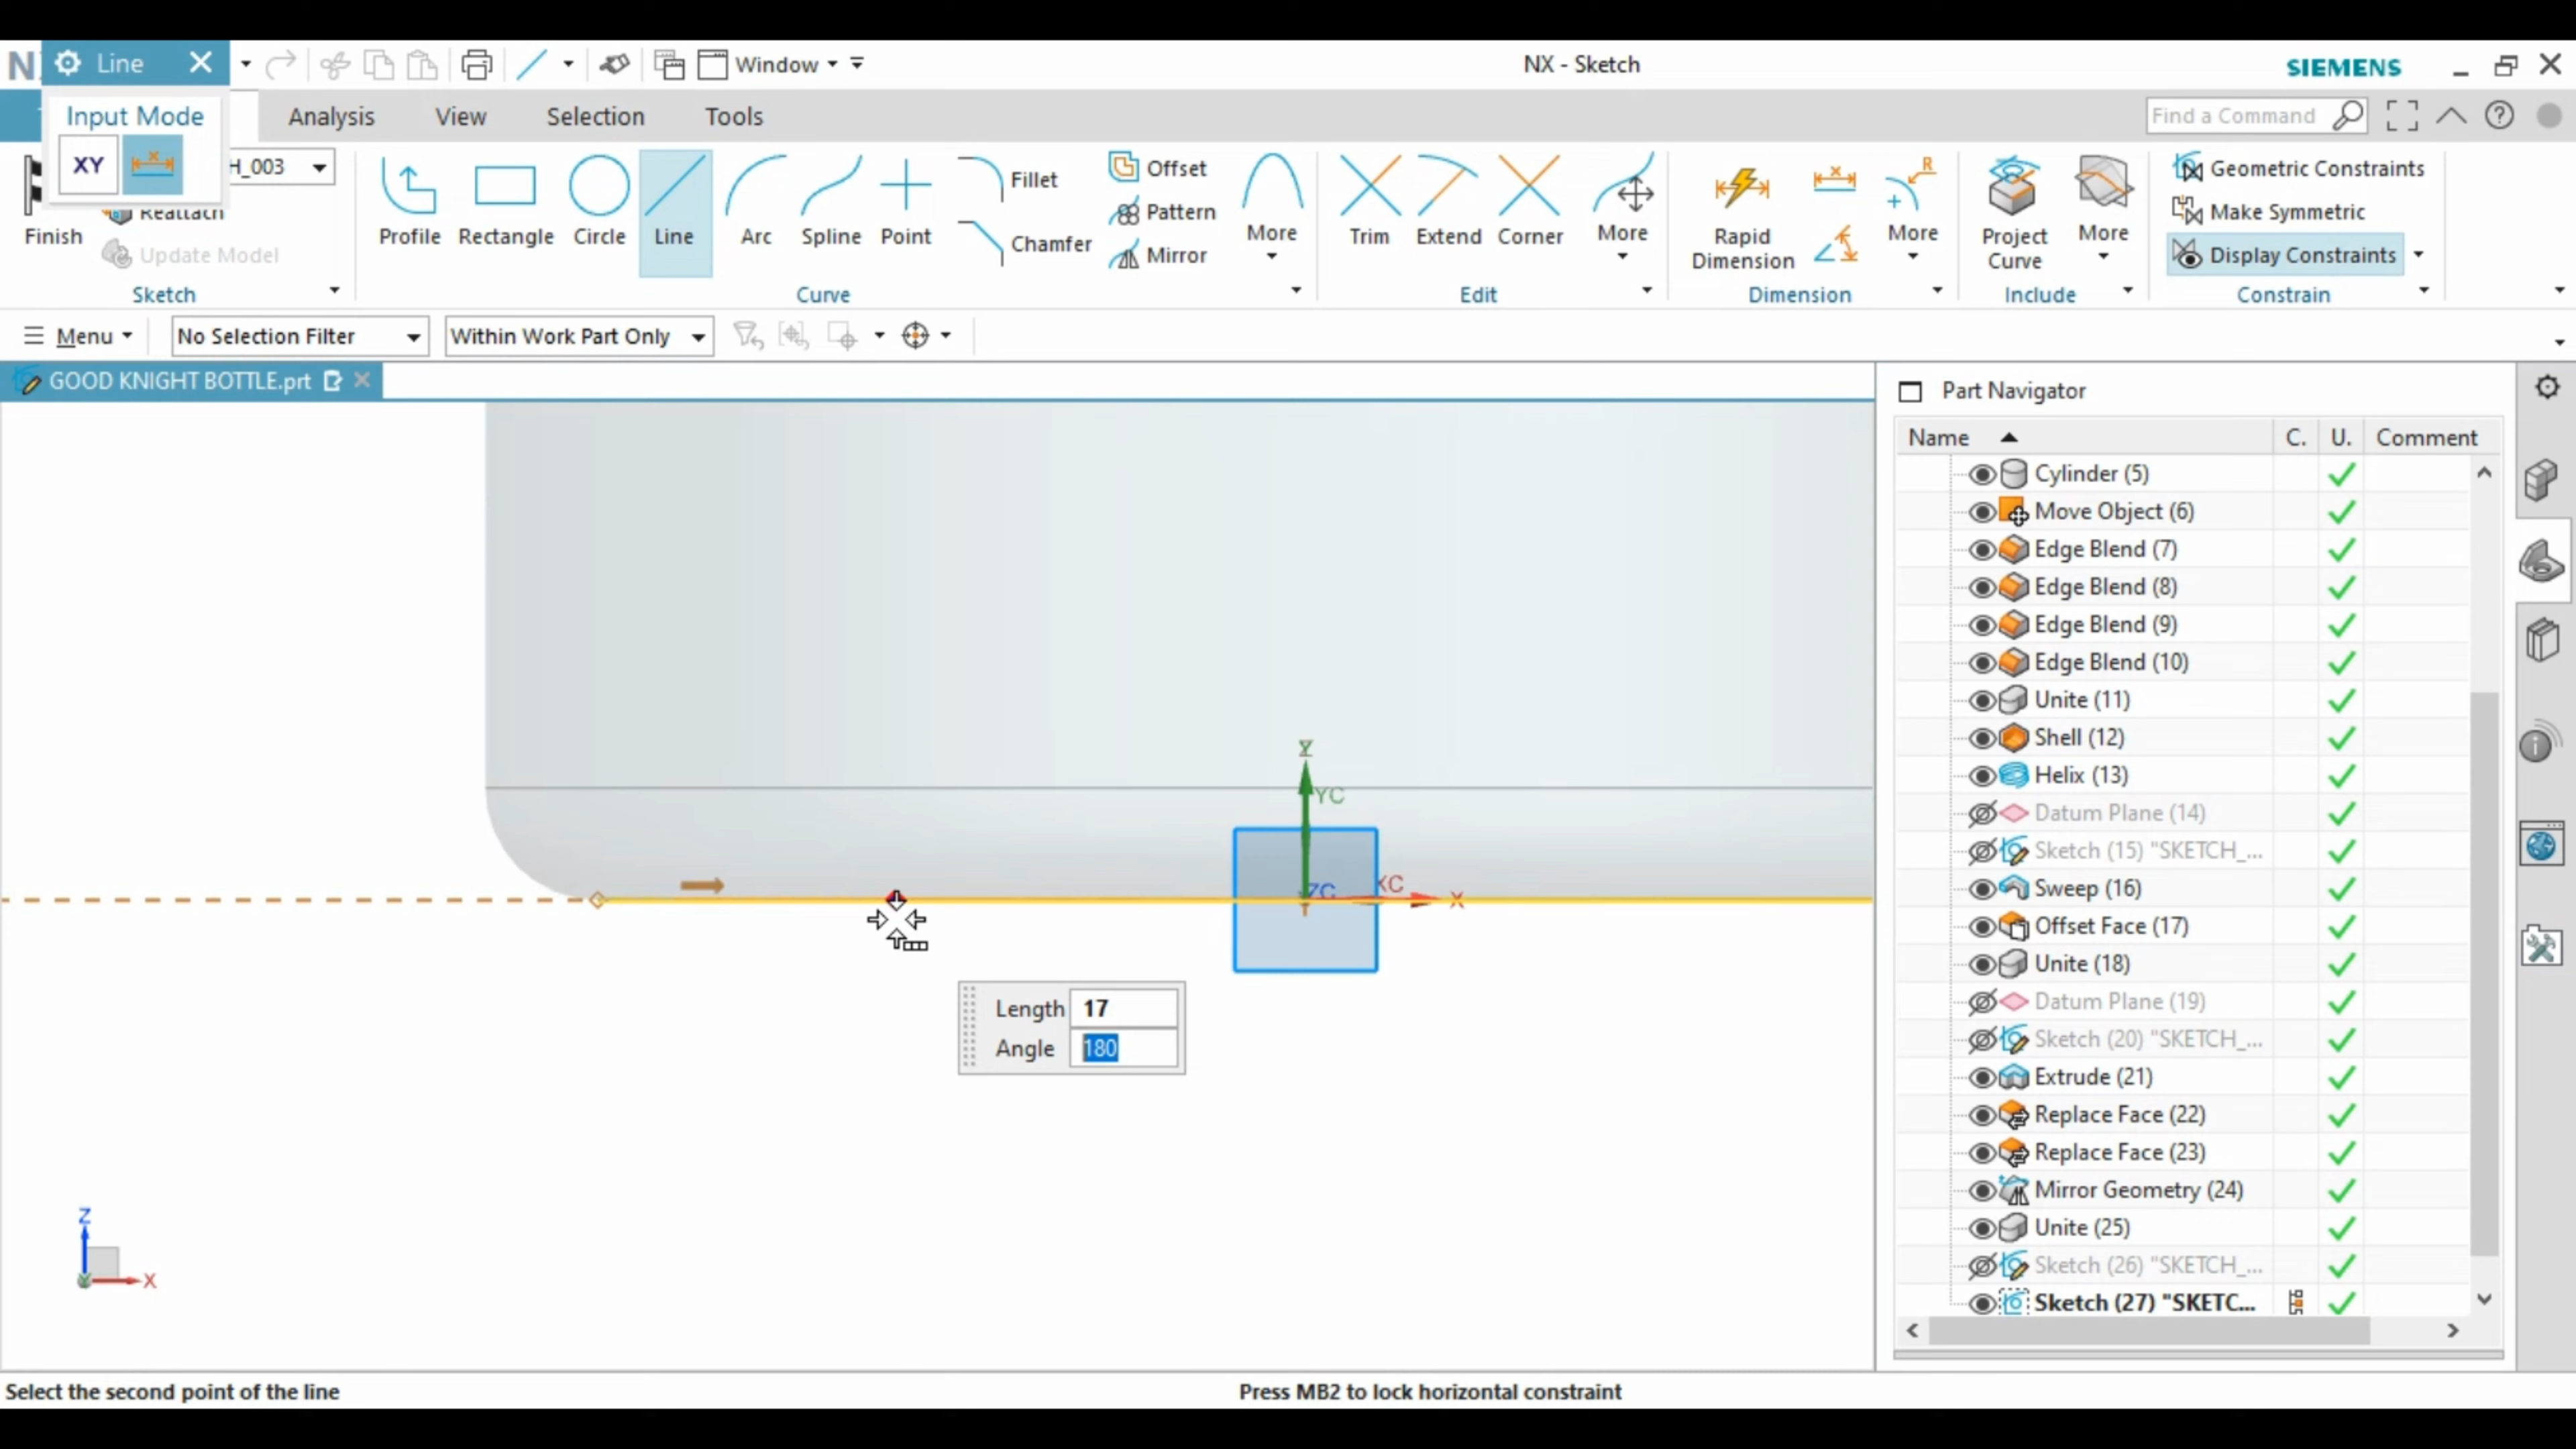 NX
Line
Window
NX - Sketch
SIEMENS
Input Mode
XY
Analysis
View
Selection
Tools
Find a Command
H_003
Reattach
Update Model
Finish
Sketch
Profile
Rectangle
Circle
Line
Arc
Spline
Point
Fillet
Chamfer
Offset
Pattern
Mirror
More
Curve
Trim
Extend
Corner
More
Edit
Rapid
Dimension
R
More
Dimension
Project
Curve
More
Include
Geometric Constraints
Make Symmetric
Display Constraints
Constrain
Menu
No Selection Filter
Within Work Part Only
GOOD KNIGHT BOTTLE.prt
Part Navigator
Name
C.
U.
Comment
Cylinder (5)
Move Object (6)
Edge Blend (7)
Edge Blend (8)
Edge Blend (9)
Edge Blend (10)
Unite (11)
Shell (12)
Helix (13)
Datum Plane (14)
Sketch (15) "SKETCH_...
Sweep (16)
Offset Face (17)
Unite (18)
Datum Plane (19)
Sketch (20) "SKETCH_...
Extrude (21)
Replace Face (22)
Replace Face (23)
Mirror Geometry (24)
Unite (25)
Sketch (26) "SKETCH_...
Sketch (27) "SKETC...
YC
ZC
XC
X
Length 17
Angle 180
Z
X
Select the second point of the line
Press MB2 to lock horizontal constraint